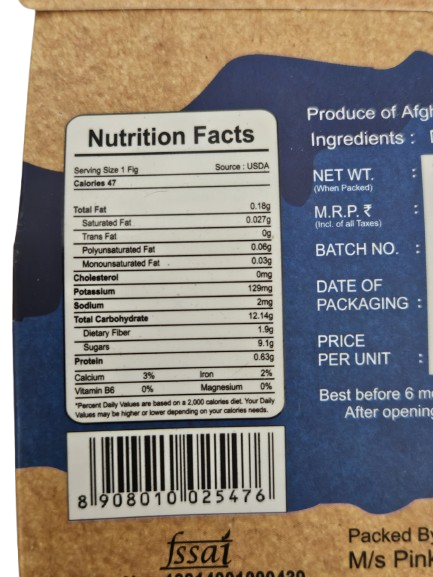 Nutrition Facts
Serving Size 1 Fig Source : USDA
Calories 47
Total Fat 0.18g
Saturated Fat 0.027g
Trans Fat 0g
Polyunsaturated Fat 0.06g
Monounsaturated Fat 0.03g
Cholesterol 0mg
Potassium 129mg
Sodium 2mg
Total Carbohydrate 12.14g
Dietary Fiber 1.9g
Sugars 9.1g
Protein 0.63g
Calcium 3% Iron 2%
Vitamin B6 0% Magnesium 0%
*Percent Daily Values are based on a 2,000 calories diet. Your Daily
Values may be higher or lower depending on your calories needs.
8 908010 025476
fssai
Produce of Afgh
Ingredients :
NET WT. :
(When Packed)
M.R.P. ₹ :
(Incl. of all Taxes)
BATCH NO. :
DATE OF
PACKAGING :
PRICE
PER UNIT :
Best before 6 m
After opening
Packed By
M/s Pink